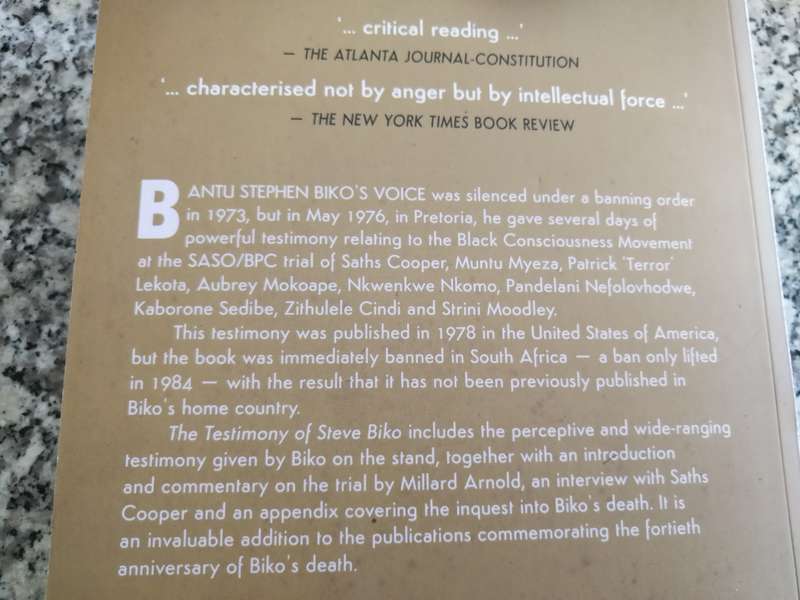 '... critical reading ...'
— THE ATLANTA JOURNAL-CONSTITUTION
'... characterised not by anger but by intellectual force ...'
— THE NEW YORK TIMES BOOK REVIEW
BANTU STEPHEN BIKO'S VOICE was silenced under a banning order
in 1973, but in May 1976, in Pretoria, he gave several days of
powerful testimony relating to the Black Consciousness Movement
at the SASO/BPC trial of Saths Cooper, Muntu Myeza, Patrick 'Terror'
Lekota, Aubrey Mokoape, Nkwenkwe Nkomo, Pandelani Nefolovhodwe,
Kaborone Sedibe, Zithulele Cindi and Strini Moodley.
This testimony was published in 1978 in the United States of America,
but the book was immediately banned in South Africa — a ban only lifted
in 1984 — with the result that it has not been previously published in
Biko's home country.
The Testimony of Steve Biko includes the perceptive and wide-ranging
testimony given by Biko on the stand, together with an introduction
and commentary on the trial by Millard Arnold, an interview with Saths
Cooper and an appendix covering the inquest into Biko's death. It is
an invaluable addition to the publications commemorating the fortieth
anniversary of Biko's death.